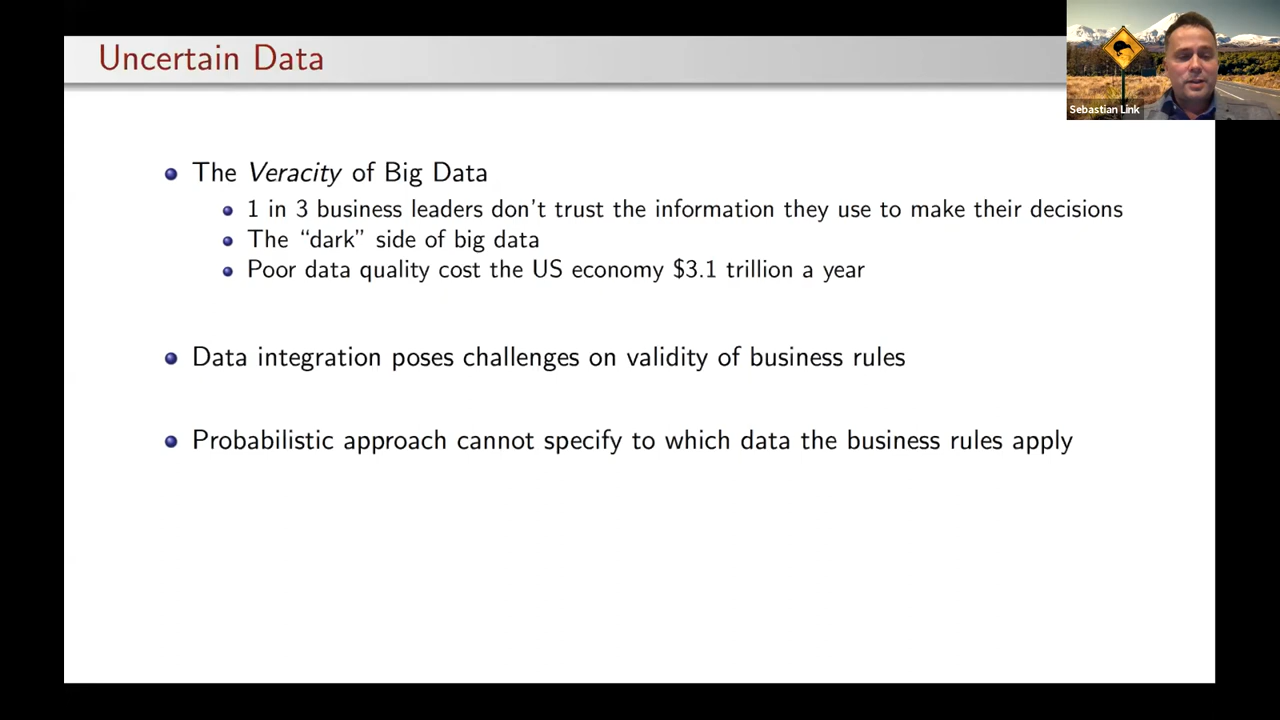 Uncertain Data
Sebastian Link
The Veracity of Big Data
1 in 3 business leaders don't trust the information they use to make their decisions
The “dark” side of big data
Poor data quality cost the US economy $3.1 trillion a year
Data integration poses challenges on validity of business rules
Probabilistic approach cannot specify to which data the business rules apply